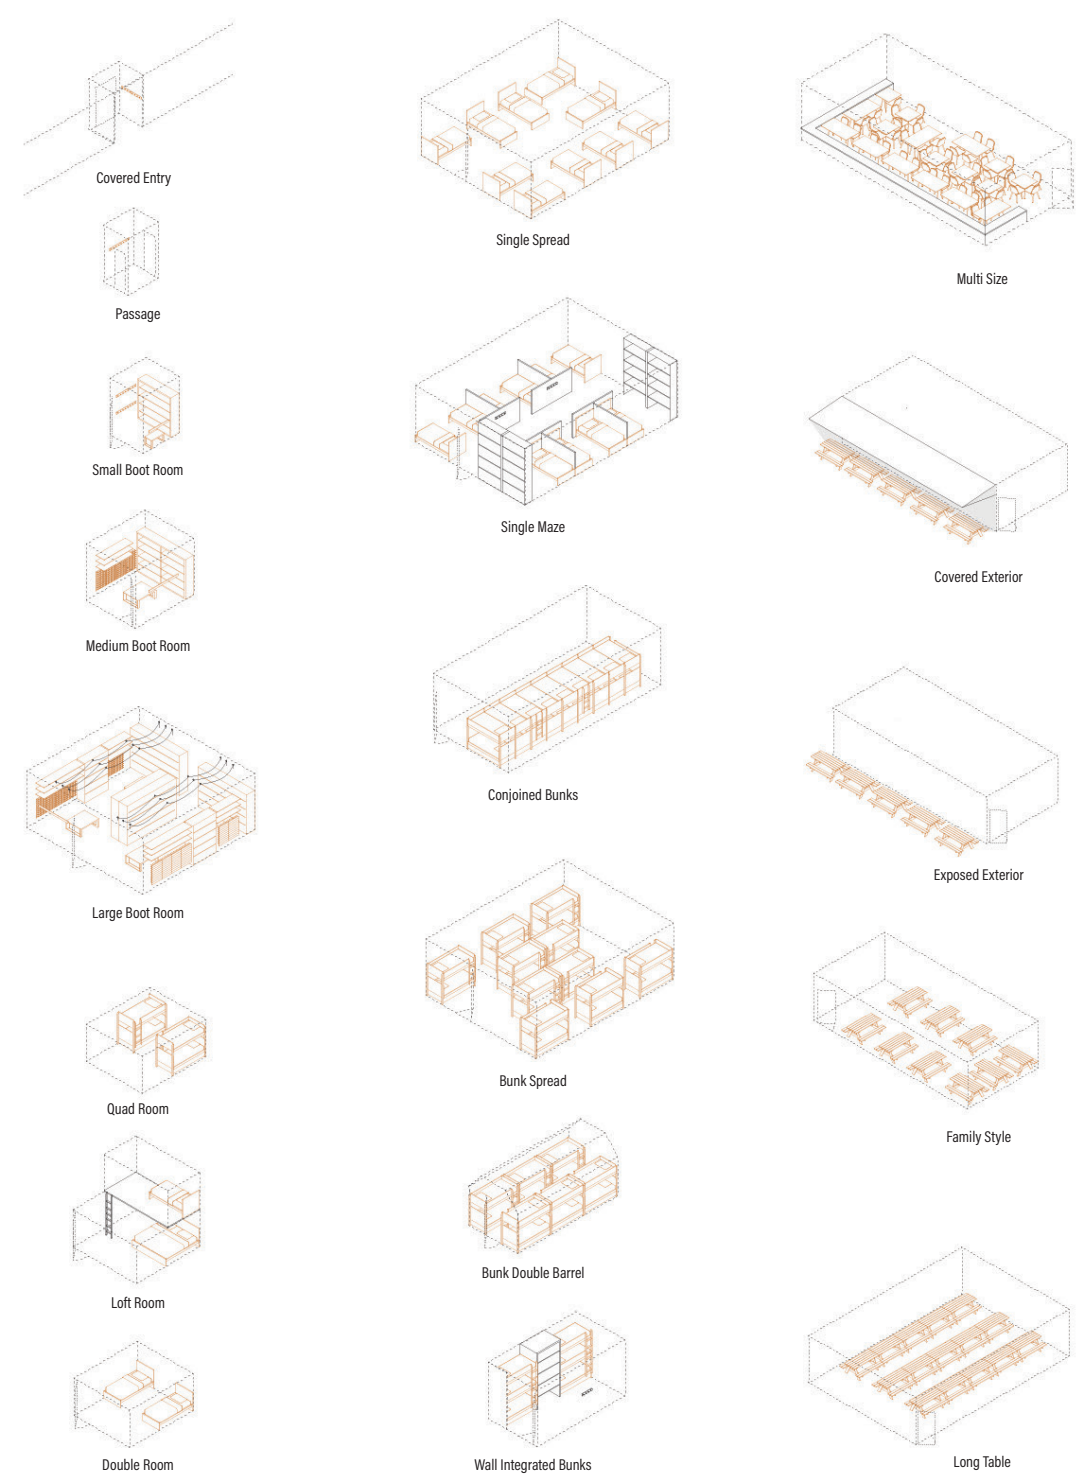 Covered Entry
Passage
Small Boot Room
Medium Boot Room
Large Boot Room
Quad Room
Loft Room
Double Room
Single Spread
Single Maze
Conjoined Bunks
Bunk Spread
Bunk Double Barrel
Wall Integrated Bunks
Multi Size
Covered Exterior
Exposed Exterior
Family Style
Long Table